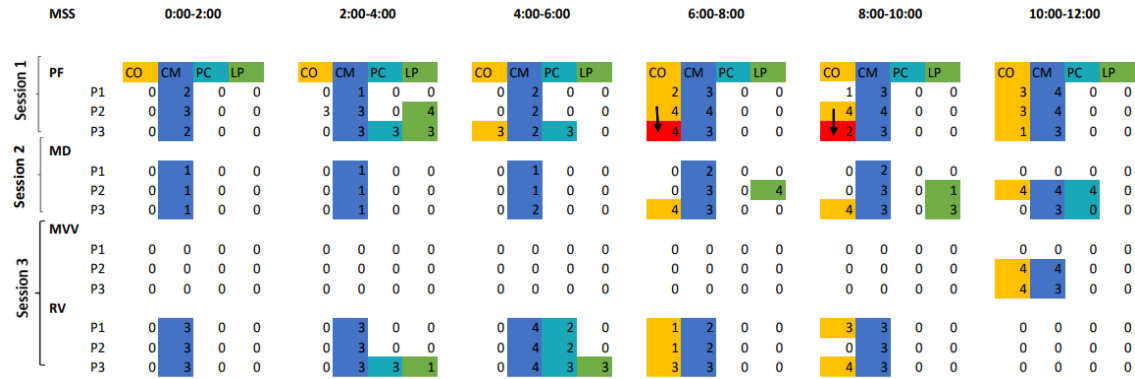 MSS 0:00-2:00 2:00-4:00 4:00-6:00 6:00-8:00 8:00-10:00 10:00-12:00
Session 1
PF CO CM PC LP CO CM PC LP CO CM PC LP CO CM PC LP CO CM PC LP CO CM PC LP
P1 0 2 0 0 0 1 0 0 0 2 0 0 2 3 0 0 1 3 0 0 3 4 0 0
P2 0 3 0 0 3 3 0 4 0 2 0 0 4 4 0 0 4 4 0 0 3 4 0 0
P3 0 2 0 0 0 3 3 3 3 2 3 0 4 3 0 0 2 3 0 0 1 3 0 0
Session 2
MD
P1 0 1 0 0 0 1 0 0 0 1 0 0 0 2 0 0 0 2 0 0 0 0 0 0
P2 0 1 0 0 0 1 0 0 0 1 0 0 0 3 0 4 0 3 0 1 4 4 4 0
P3 0 1 0 0 0 1 0 0 0 2 0 0 4 3 0 0 4 3 0 3 0 3 0 0
Session 3
MVV
P1 0 0 0 0 0 0 0 0 0 0 0 0 0 0 0 0 0 0 0 0 0 0 0 0
P2 0 0 0 0 0 0 0 0 0 0 0 0 0 0 0 0 0 0 0 0 4 4 0 0
P3 0 0 0 0 0 0 0 0 0 0 0 0 0 0 0 0 0 0 0 0 4 3 0 0
RV
P1 0 3 0 0 0 3 0 0 0 4 2 0 1 2 0 0 3 3 0 0 0 0 0 0
P2 0 3 0 0 0 3 0 0 0 4 2 0 1 2 0 0 0 3 0 0 0 0 0 0
P3 0 3 0 0 0 3 3 1 0 4 3 3 3 3 0 0 4 3 0 0 0 0 0 0